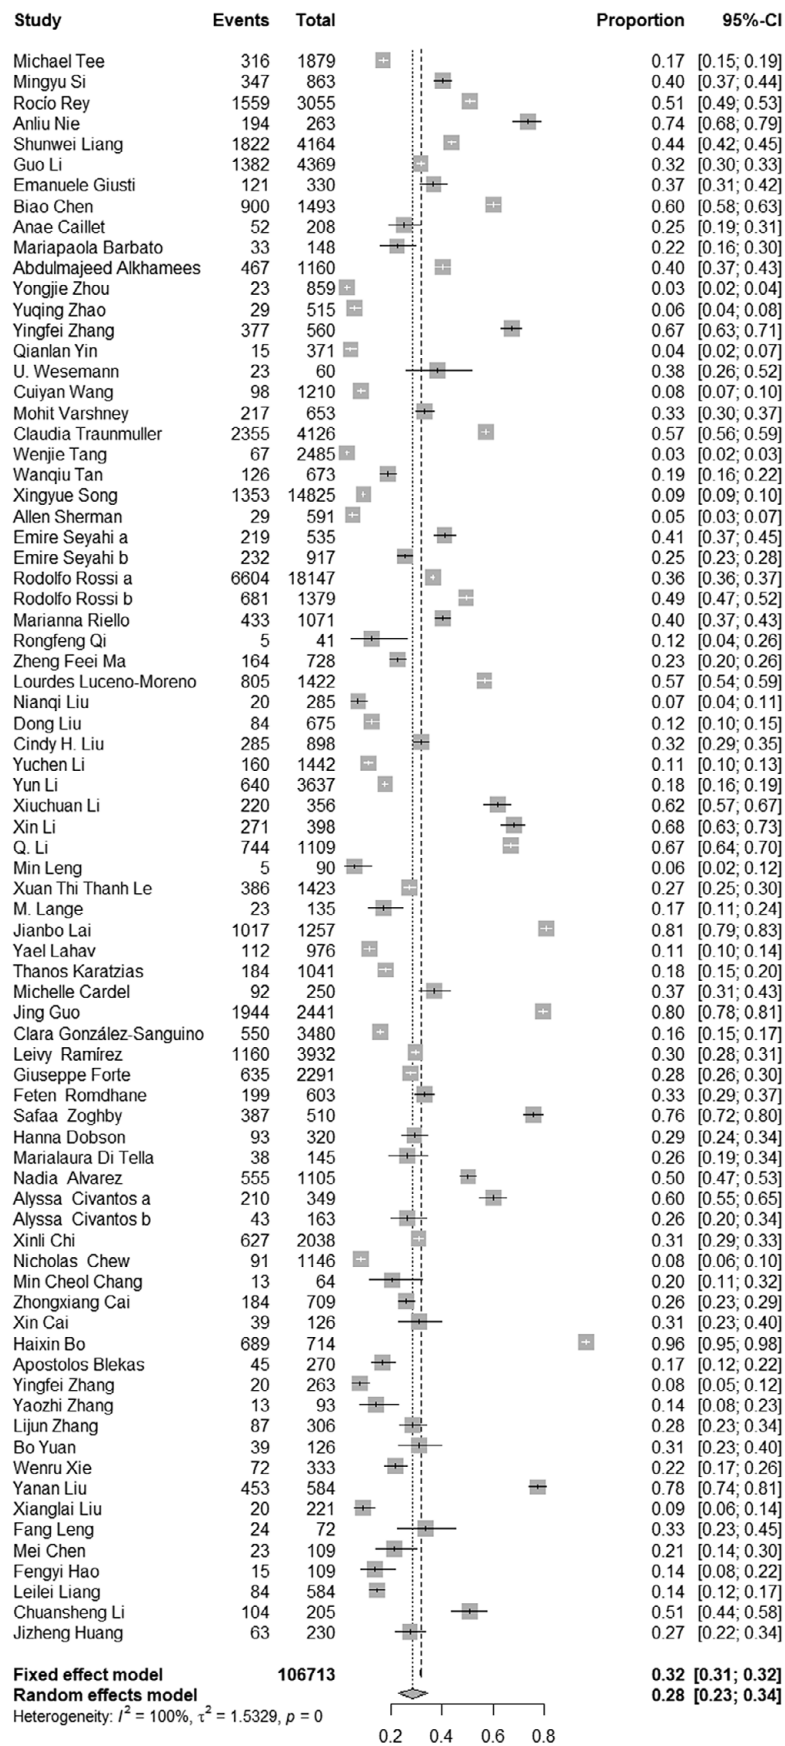 Study Events Total Proportion 95%-CI
Michael Tee 316 1879 0.17 [0.15; 0.19]
Mingyu Si 347 863 0.40 [0.37; 0.44]
Rocío Rey 1559 3055 0.51 [0.49; 0.53]
Anliu Nie 194 263 0.74 [0.68; 0.79]
Shunwei Liang 1822 4164 0.44 [0.42; 0.45]
Guo Li 1382 4369 0.32 [0.30; 0.33]
Emanuele Giusti 121 330 0.37 [0.31; 0.42]
Biao Chen 900 1493 0.60 [0.58; 0.63]
Anae Caillet 52 208 0.25 [0.19; 0.31]
Mariapaola Barbato 33 148 0.22 [0.16; 0.30]
Abdulmajeed Alkhamees 467 1160 0.40 [0.37; 0.43]
Yongjie Zhou 23 859 0.03 [0.02; 0.04]
Yuqing Zhao 29 515 0.06 [0.04; 0.08]
Yingfei Zhang 377 560 0.67 [0.63; 0.71]
Qianlan Yin 15 371 0.04 [0.02; 0.07]
U. Wesemann 23 60 0.38 [0.26; 0.52]
Cuiyan Wang 98 1210 0.08 [0.07; 0.10]
Mohit Varshney 217 653 0.33 [0.30; 0.37]
Claudia Traunmuller 2355 4126 0.57 [0.56; 0.59]
Wenjie Tang 67 2485 0.03 [0.02; 0.03]
Wanqiu Tan 126 673 0.19 [0.16; 0.22]
Xingyue Song 1353 14825 0.09 [0.09; 0.10]
Allen Sherman 29 591 0.05 [0.03; 0.07]
Emire Seyahi a 219 535 0.41 [0.37; 0.45]
Emire Seyahi b 232 917 0.25 [0.23; 0.28]
Rodolfo Rossi a 6604 18147 0.36 [0.36; 0.37]
Rodolfo Rossi b 681 1379 0.49 [0.47; 0.52]
Marianna Riello 433 1071 0.40 [0.37; 0.43]
Rongfeng Qi 5 41 0.12 [0.04; 0.26]
Zheng Feei Ma 164 728 0.23 [0.20; 0.26]
Lourdes Luceno-Moreno 805 1422 0.57 [0.54; 0.59]
Nianqi Liu 20 285 0.07 [0.04; 0.11]
Dong Liu 84 675 0.12 [0.10; 0.15]
Cindy H. Liu 285 898 0.32 [0.29; 0.35]
Yuchen Li 160 1442 0.11 [0.10; 0.13]
Yun Li 640 3637 0.18 [0.16; 0.19]
Xiuchuan Li 220 356 0.62 [0.57; 0.67]
Xin Li 271 398 0.68 [0.63; 0.73]
Q. Li 744 1109 0.67 [0.64; 0.70]
Min Leng 5 90 0.06 [0.02; 0.12]
Xuan Thi Thanh Le 386 1423 0.27 [0.25; 0.30]
M. Lange 23 135 0.17 [0.11; 0.24]
Jianbo Lai 1017 1257 0.81 [0.79; 0.83]
Yael Lahav 112 976 0.11 [0.10; 0.14]
Thanos Karatzias 184 1041 0.18 [0.15; 0.20]
Michelle Cardel 92 250 0.37 [0.31; 0.43]
Jing Guo 1944 2441 0.80 [0.78; 0.81]
Clara González-Sanguino 550 3480 0.16 [0.15; 0.17]
Leivy Ramírez 1160 3932 0.30 [0.28; 0.31]
Giuseppe Forte 635 2291 0.28 [0.26; 0.30]
Feten Romdhane 199 603 0.33 [0.29; 0.37]
Safaa Zoghby 387 510 0.76 [0.72; 0.80]
Hanna Dobson 93 320 0.29 [0.24; 0.34]
Marialaura Di Tella 38 145 0.26 [0.19; 0.34]
Nadia Alvarez 555 1105 0.50 [0.47; 0.53]
Alyssa Civantos a 210 349 0.60 [0.55; 0.65]
Alyssa Civantos b 43 163 0.26 [0.20; 0.34]
Xinli Chi 627 2038 0.31 [0.29; 0.33]
Nicholas Chew 91 1146 0.08 [0.06; 0.10]
Min Cheol Chang 13 64 0.20 [0.11; 0.32]
Zhongxiang Cai 184 709 0.26 [0.23; 0.29]
Xin Cai 39 126 0.31 [0.23; 0.40]
Haixin Bo 689 714 0.96 [0.95; 0.98]
Apostolos Blekas 45 270 0.17 [0.12; 0.22]
Yingfei Zhang 20 263 0.08 [0.05; 0.12]
Yaozhi Zhang 13 93 0.14 [0.08; 0.23]
Lijun Zhang 87 306 0.28 [0.23; 0.34]
Bo Yuan 39 126 0.31 [0.23; 0.40]
Wenru Xie 72 333 0.22 [0.17; 0.26]
Yanan Liu 453 584 0.78 [0.74; 0.81]
Xianglai Liu 20 221 0.09 [0.06; 0.14]
Fang Leng 24 72 0.33 [0.23; 0.45]
Mei Chen 23 109 0.21 [0.14; 0.30]
Fengyi Hao 15 109 0.14 [0.08; 0.22]
Leilei Liang 84 584 0.14 [0.12; 0.17]
Chuansheng Li 104 205 0.51 [0.44; 0.58]
Jizheng Huang 63 230 0.27 [0.22; 0.34]
Fixed effect model 106713 0.32 [0.31; 0.32]
Random effects model 0.28 [0.23; 0.34]
Heterogeneity: I² = 100%, τ² = 1.5329, p = 0
0.2 0.4 0.6 0.8